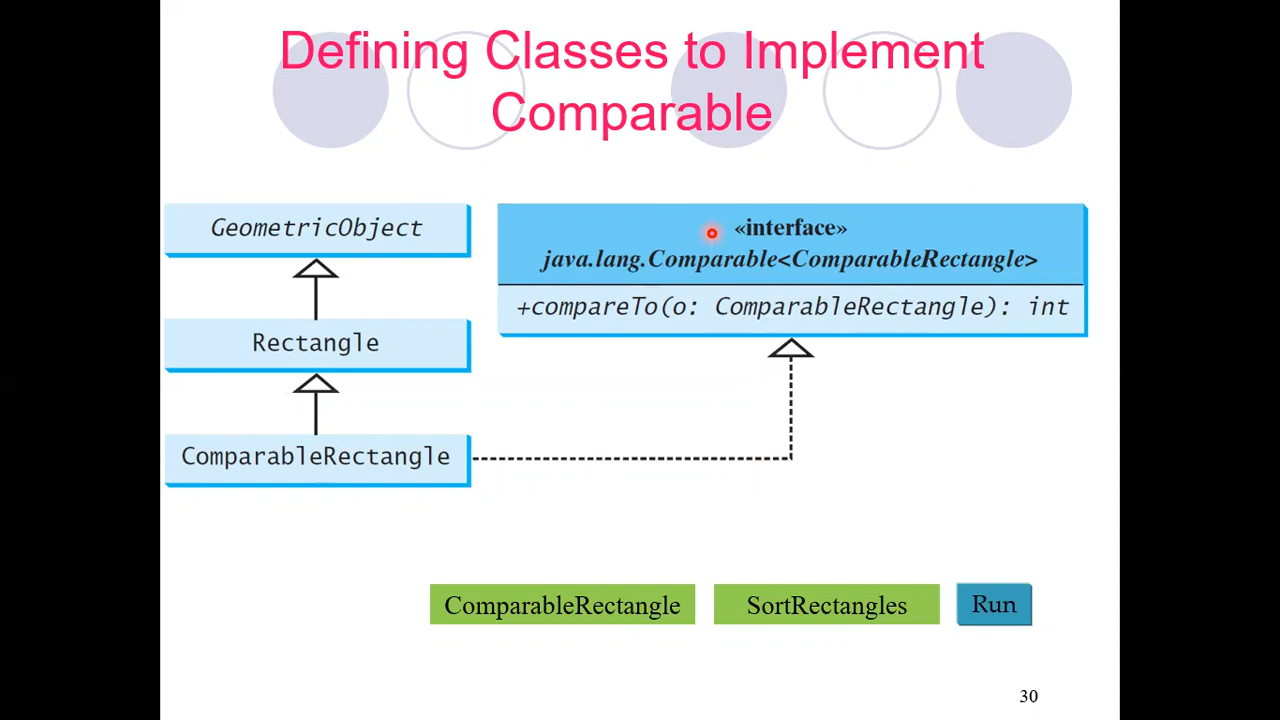 Defining Classes to Implement
Comparable
GeometricObject
Rectangle
ComparableRectangle
«interface»
java.lang.Comparable<ComparableRectangle>
+compareTo(o: ComparableRectangle): int
ComparableRectangle
SortRectangles
Run
30